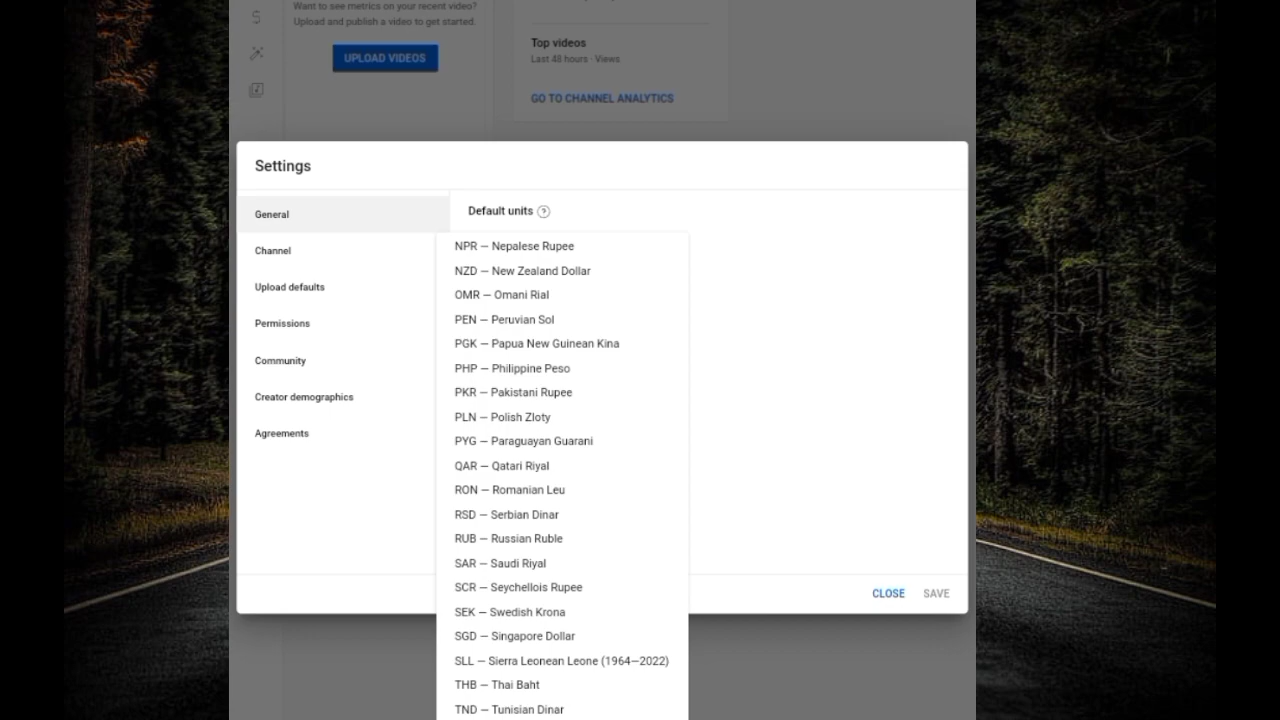 Want to see metrics on your recent video?
Upload and publish a video to get started.
UPLOAD VIDEOS
Top videos
Last 48 hours · Views
GO TO CHANNEL ANALYTICS
Settings
General
Channel
Upload defaults
Permissions
Community
Creator demographics
Agreements
Default units ?
NPR — Nepalese Rupee
NZD — New Zealand Dollar
OMR — Omani Rial
PEN — Peruvian Sol
PGK — Papua New Guinean Kina
PHP — Philippine Peso
PKR — Pakistani Rupee
PLN — Polish Zloty
PYG — Paraguayan Guarani
QAR — Qatari Riyal
RON — Romanian Leu
RSD — Serbian Dinar
RUB — Russian Ruble
SAR — Saudi Riyal
SCR — Seychellois Rupee
SEK — Swedish Krona
SGD — Singapore Dollar
SLL — Sierra Leonean Leone (1964—2022)
THB — Thai Baht
TND — Tunisian Dinar
CLOSE SAVE